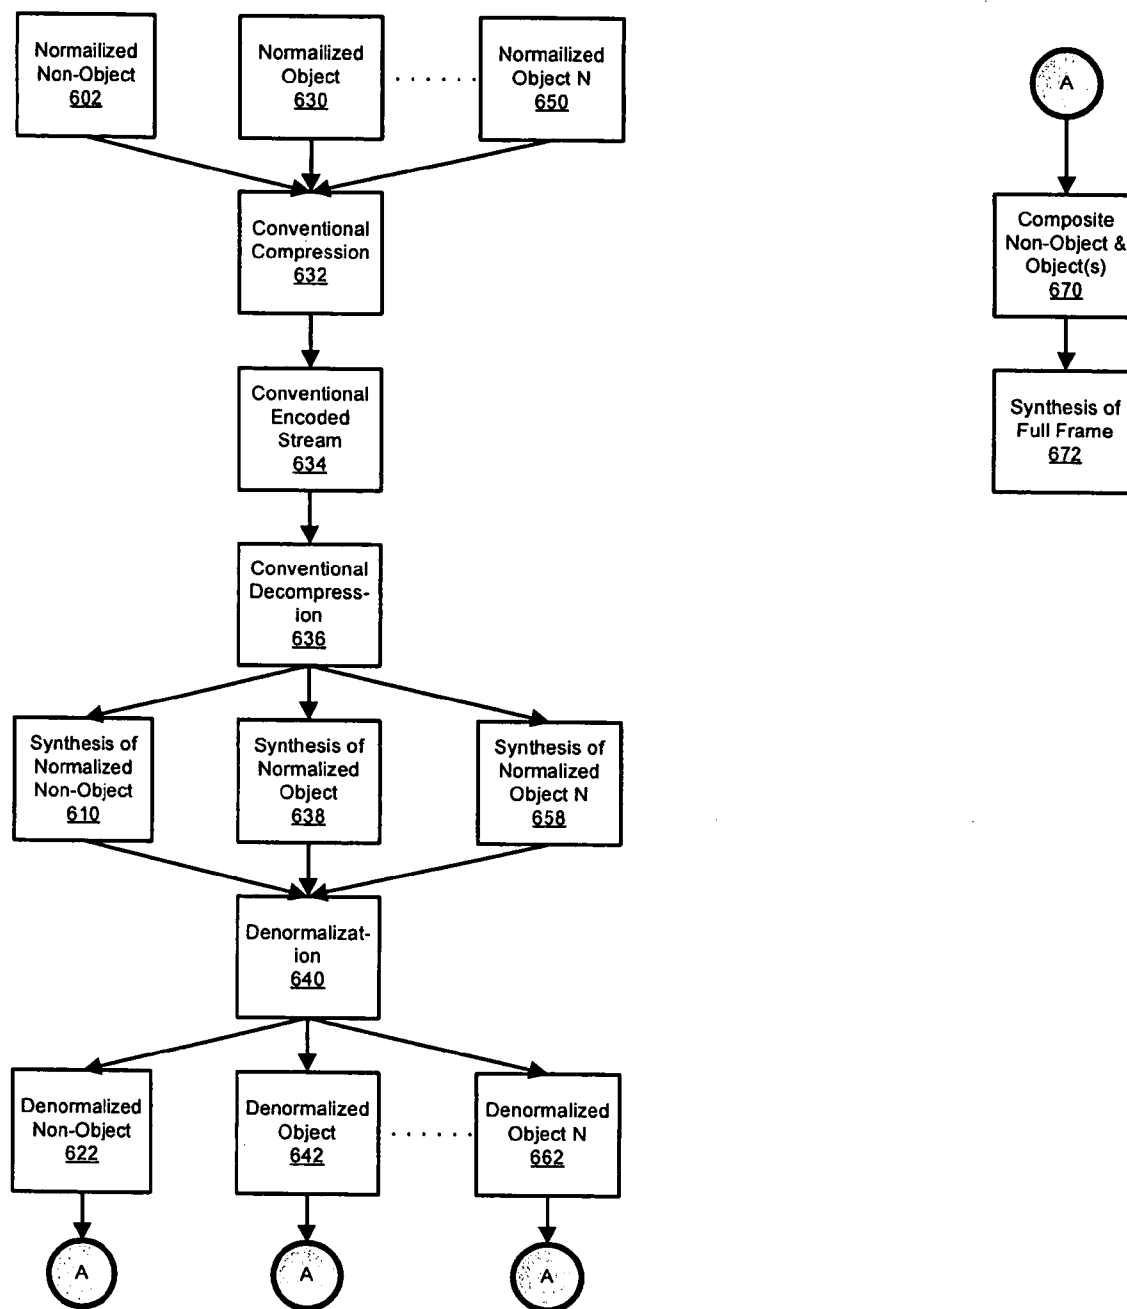 Normailized
Non-Object
602
Normailized
Object
630
Normailized
Object N
650
Conventional
Compression
632
Conventional
Encoded
Stream
634
Conventional
Decompress-
ion
636
Synthesis of
Normalized
Non-Object
610
Synthesis of
Normalized
Object
638
Synthesis of
Normalized
Object N
658
Denormalizat-
ion
640
Denormalized
Non-Object
622
Denormalized
Object
642
Denormalized
Object N
662
A
A
A
A
Composite
Non-Object &
Object(s)
670
Synthesis of
Full Frame
672